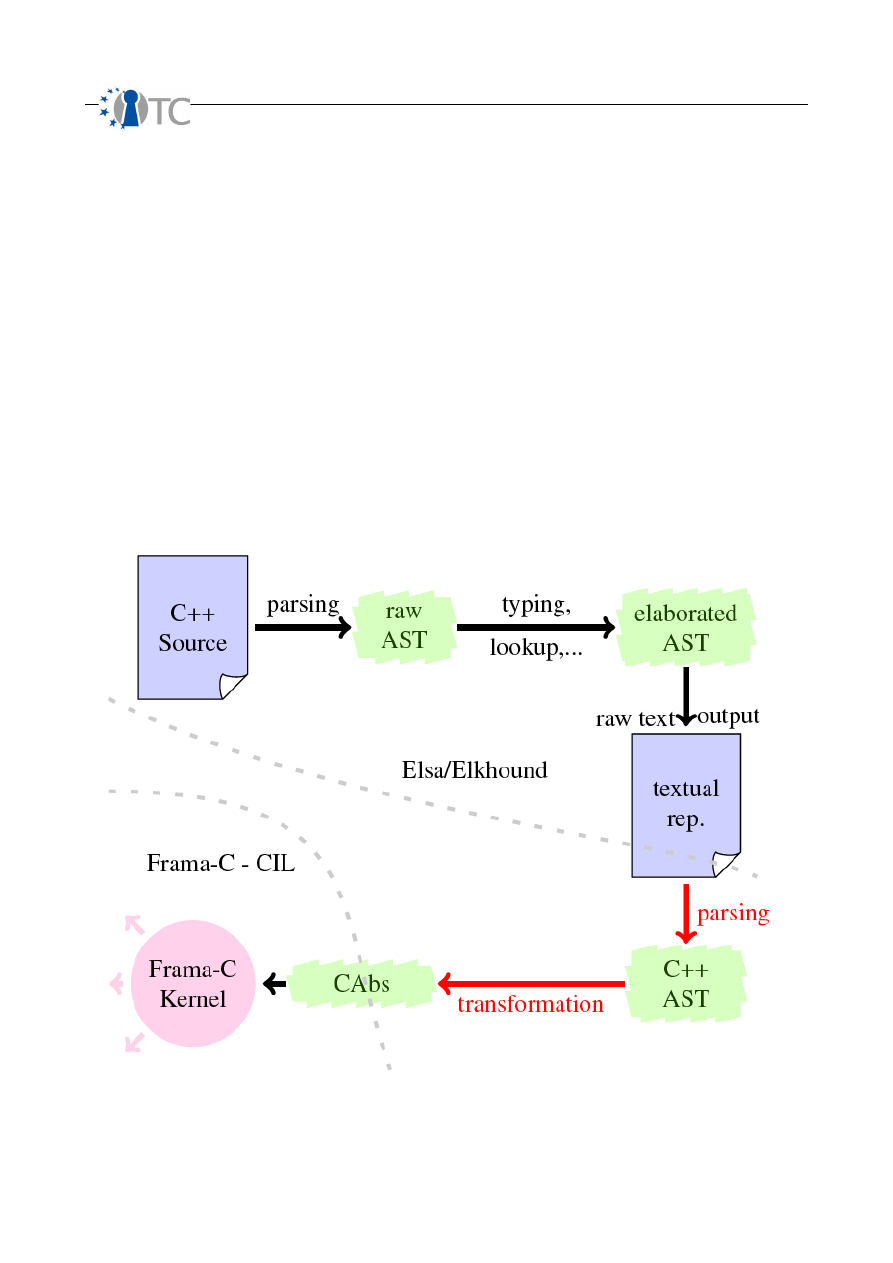 TC
C++
Source
parsing
raw
AST
typing,
lookup,...
elaborated
AST
raw text
output
textual
rep.
Elsa/Elkhound
Frama-C - CIL
parsing
C++
AST
transformation
CAbs
Frama-C
Kernel